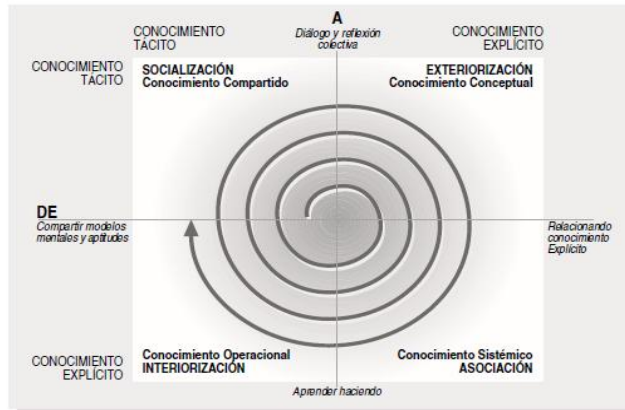 A
Diálogo y reflexión
colectiva
CONOCIMIENTO
TÁCITO
CONOCIMIENTO
EXPLÍCITO
CONOCIMIENTO
TÁCITO
SOCIALIZACIÓN
Conocimiento Compartido
EXTERIORIZACIÓN
Conocimiento Conceptual
DE
Compartir modelos
mentales y aptitudes
Relacionando
conocimiento
Explícito
CONOCIMIENTO
EXPLÍCITO
Conocimiento Operacional
INTERIORIZACIÓN
Conocimiento Sistémico
ASOCIACIÓN
Aprender haciendo